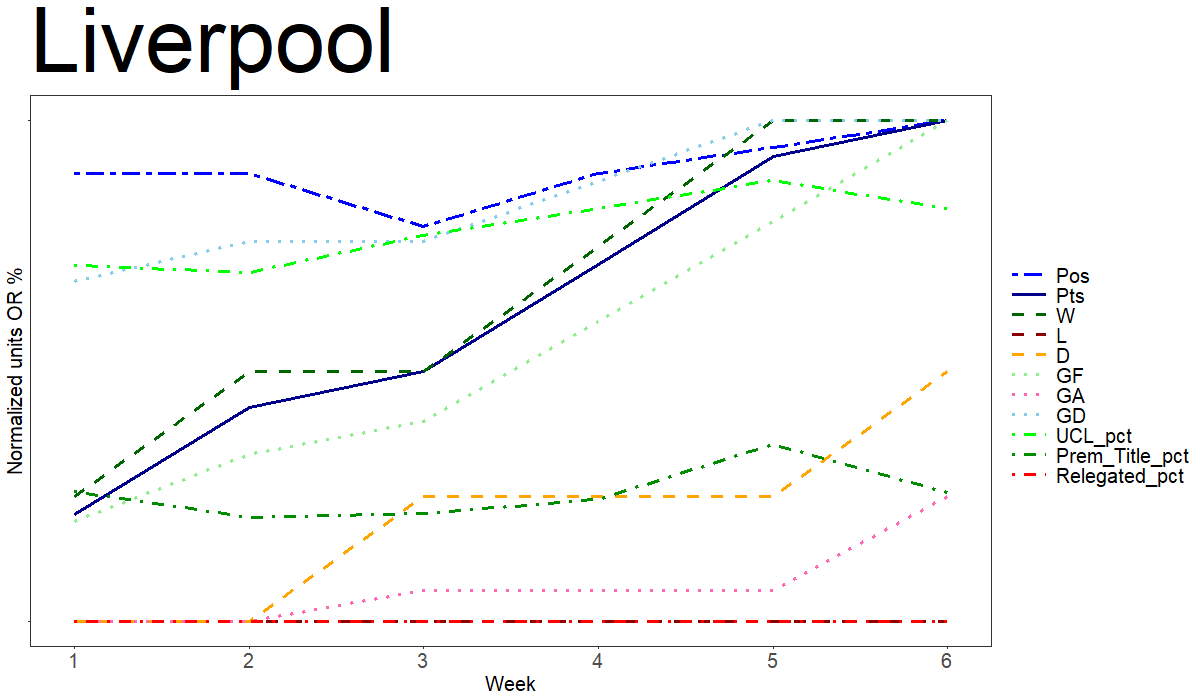 Liverpool
Normalized units OR %
Pos
Pts
W
L
D
GF
GA
GD
UCL_pct
Prem_Title_pct
Relegated_pct
1 2 3 4 5 6
Week